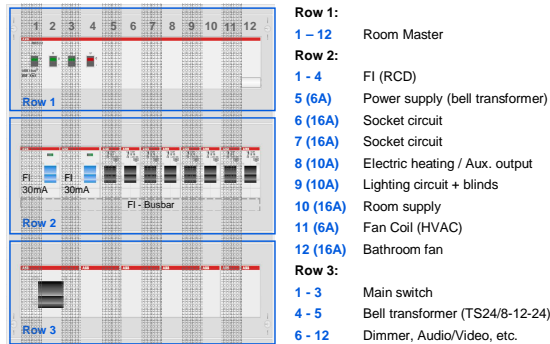 1 2 3 4 5 6 7 8 9 10 11 12
Row 1
FI
30mA
FI
30mA
FI - Busbar
Row 2
Row 3
Row 1:
1 – 12 Room Master
Row 2:
1 - 4 FI (RCD)
5 (6A) Power supply (bell transformer)
6 (16A) Socket circuit
7 (16A) Socket circuit
8 (10A) Electric heating / Aux. output
9 (10A) Lighting circuit + blinds
10 (16A) Room supply
11 (6A) Fan Coil (HVAC)
12 (16A) Bathroom fan
Row 3:
1 - 3 Main switch
4 - 5 Bell transformer (TS24/8-12-24)
6 - 12 Dimmer, Audio/Video, etc.